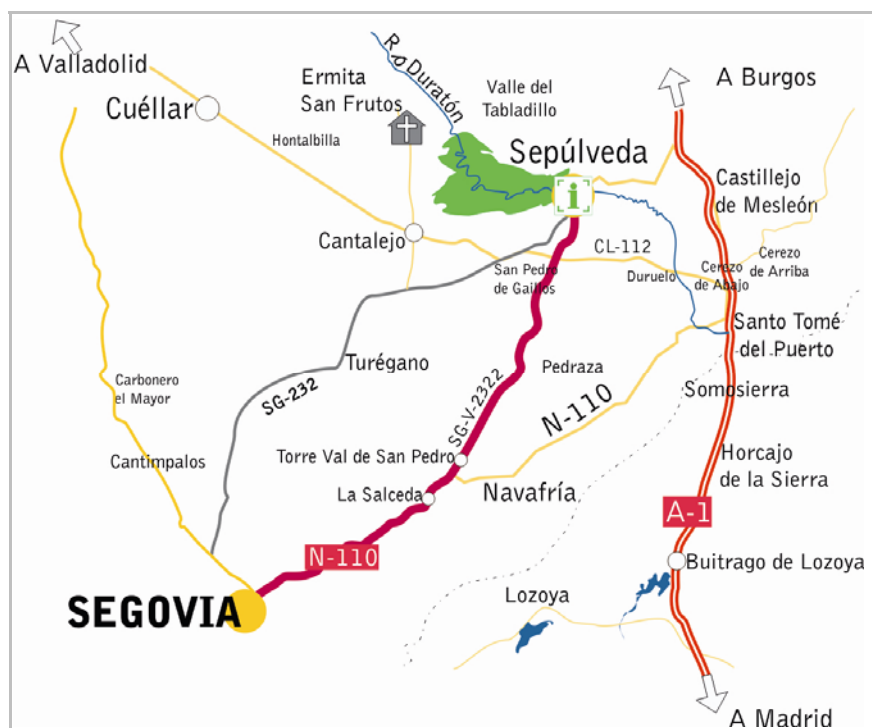 A Valladolid
Cuéllar
Hontalbilla
Ermita
San Frutos
R. Duratón
Valle del
Tabladillo
Sepúlveda
i
A Burgos
Castillejo
de Mesleón
Cantalejo
CL-112
San Pedro
de Gaillos
Duruelo
Cerezo
de Abajo
Cerezo
de Arriba
Santo Tomé
del Puerto
Turégano
SG-232
Carbonero
el Mayor
Cantimpalos
SG-V-2322
Pedraza
N-110
Somosierra
Torre Val de San Pedro
La Salceda
Navafría
Horcajo
de la Sierra
A-1
N-110
Buitrago de Lozoya
SEGOVIA
Lozoya
A Madrid